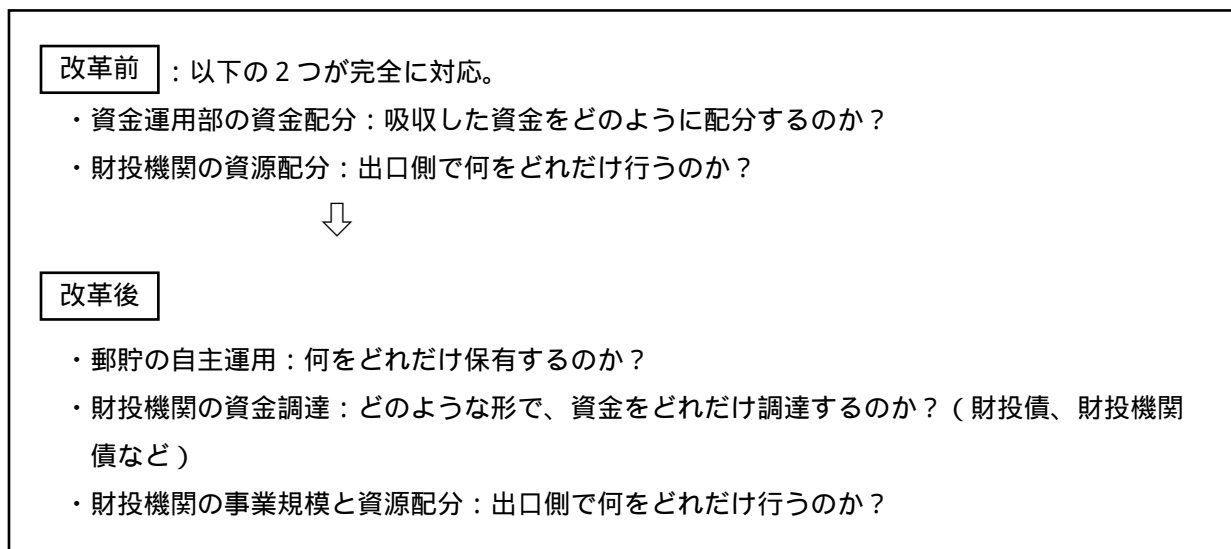 改革前：以下の２つが完全に対応。
・資金運用部の資金配分：吸収した資金をどのように配分するのか？
・財投機関の資源配分：出口側で何をどれだけ行うのか？
⇩
改革後
・郵貯の自主運用：何をどれだけ保有するのか？
・財投機関の資金調達：どのような形で、資金をどれだけ調達するのか？（財投債、財投機関
債など）
・財投機関の事業規模と資源配分：出口側で何をどれだけ行うのか？